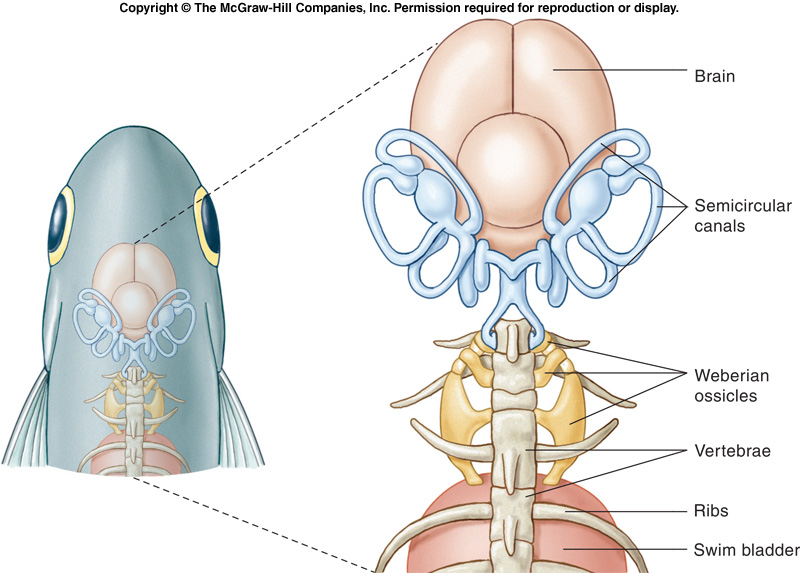 Copyright © The McGraw-Hill Companies, Inc. Permission required for reproduction or display.
Brain
Semicircular
canals
Weberian
ossicles
Vertebrae
Ribs
Swim bladder